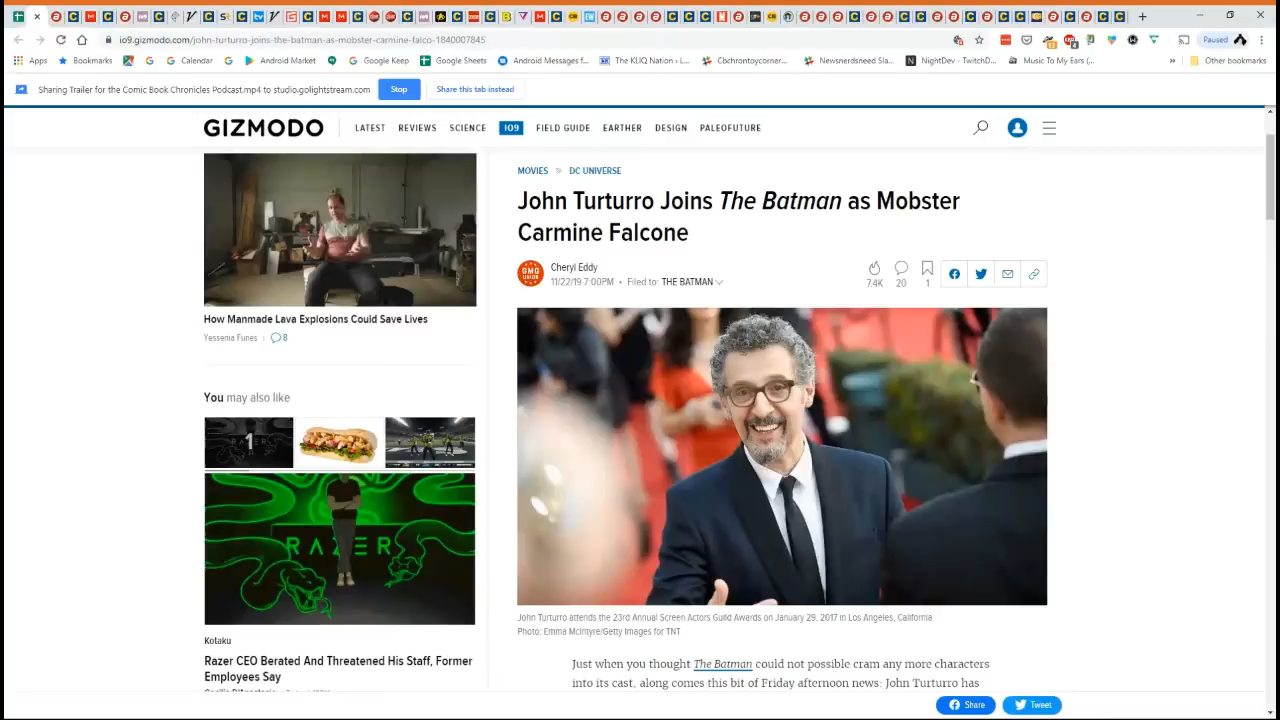 io9.gizmodo.com/john-turturro-joins-the-batman-as-mobster-carmine-falco-1840007845
Paused
Apps
Bookmarks
Calendar
Android Market
Google Keep
Google Sheets
Android Messages f...
The KLIQ Nation › L...
Cbchrontoycorner...
Newsnerdsneed Sla...
NightDev - TwitchD...
Music To My Ears (...
»
Other bookmarks
Sharing Trailer for the Comic Book Chronicles Podcast.mp4 to studio.golightstream.com
Stop
Share this tab instead
GIZMODO
LATEST
REVIEWS
SCIENCE
IO9
FIELD GUIDE
EARTHER
DESIGN
PALEOFUTURE
How Manmade Lava Explosions Could Save Lives
Yessenia Funes
8
You may also like
1
RAZER
Kotaku
Razer CEO Berated And Threatened His Staff, Former
Employees Say
MOVIES
DC UNIVERSE
John Turturro Joins The Batman as Mobster
Carmine Falcone
GMG
UNION
Cheryl Eddy
11/22/19 7:00PM • Filed to: THE BATMAN
7.4K
20
1
John Turturro attends the 23rd Annual Screen Actors Guild Awards on January 29, 2017 in Los Angeles, California
Photo: Emma McIntyre/Getty Images for TNT
Just when you thought The Batman could not possible cram any more characters
into its cast, along comes this bit of Friday afternoon news: John Turturro has
Share
Tweet